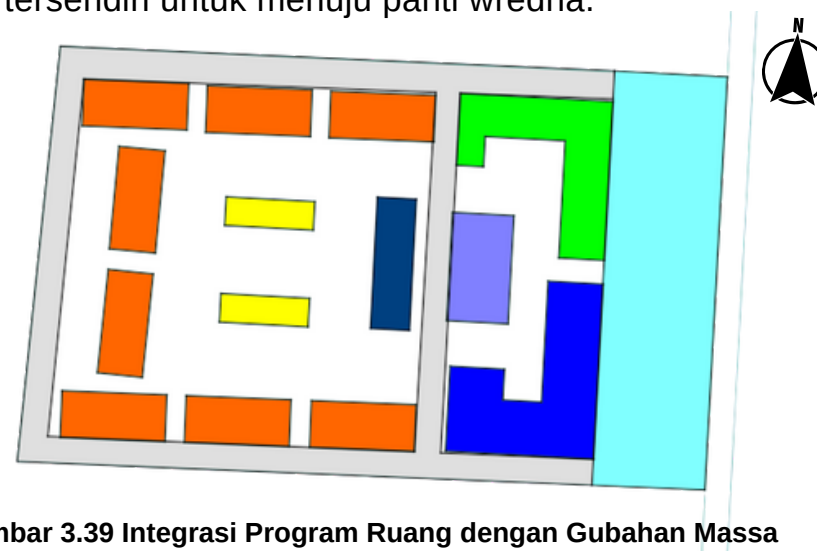 tersendiri untuk menuju panti wredha.
N
mbar 3.39 Integrasi Program Ruang dengan Gubahan Massa